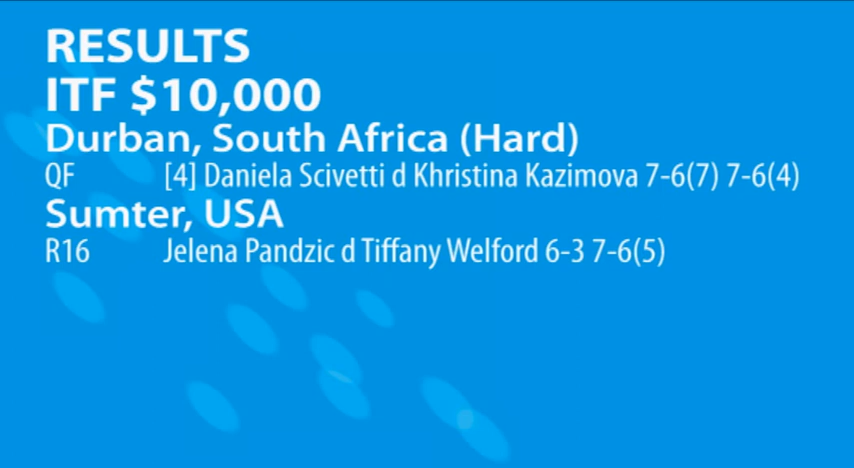 RESULTS
ITF $10,000
Durban, South Africa (Hard)
QF [4] Daniela Scivetti d Khristina Kazimova 7-6(7) 7-6(4)
Sumter, USA
R16 Jelena Pandzic d Tiffany Welford 6-3 7-6(5)